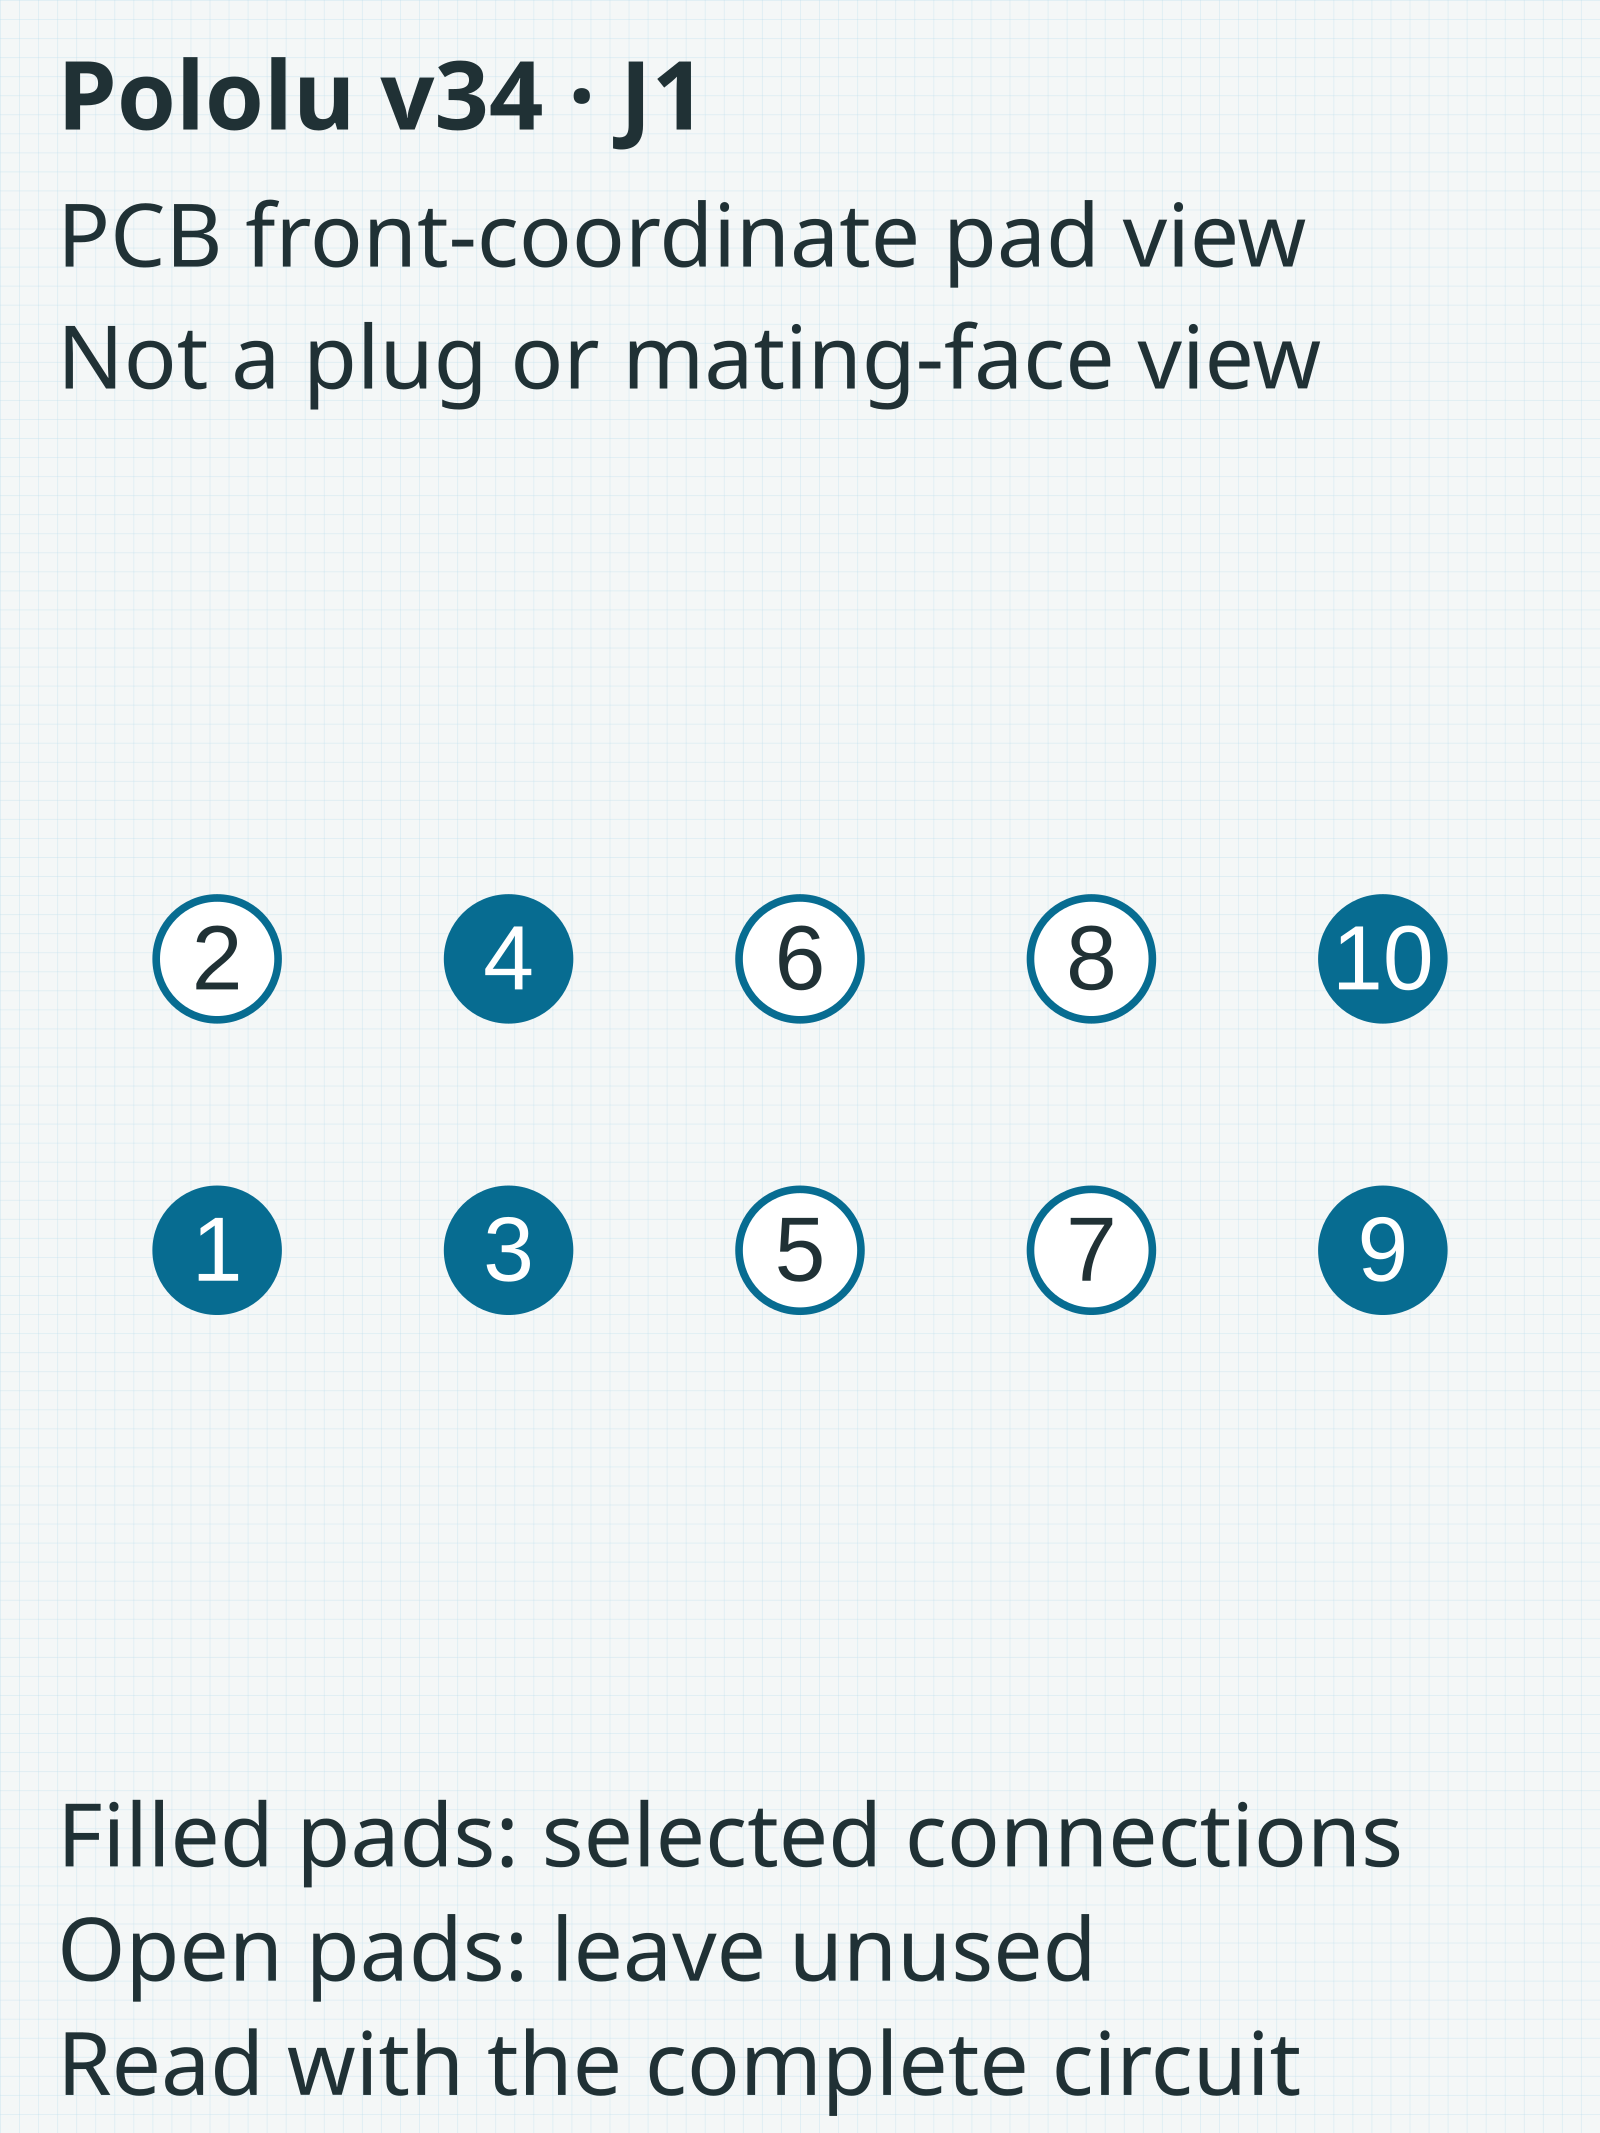 Pololu v34 · J1
PCB front-coordinate pad view
Not a plug or mating-face view
2 4 6 8 10
1 3 5 7 9
Filled pads: selected connections
Open pads: leave unused
Read with the complete circuit